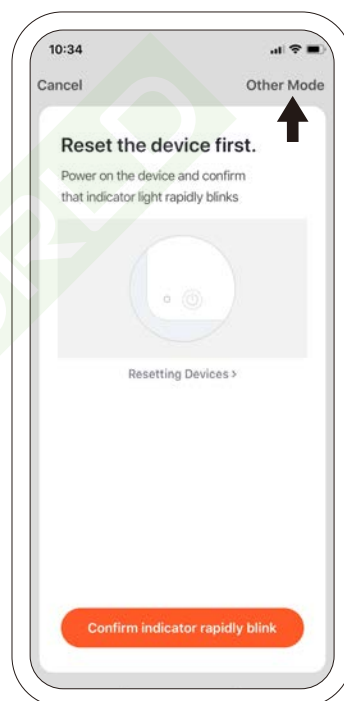 10:34
Cancel
Other Mode
Reset the device first.
Power on the device and confirm
that indicator light rapidly blinks
Resetting Devices >
Confirm indicator rapidly blink